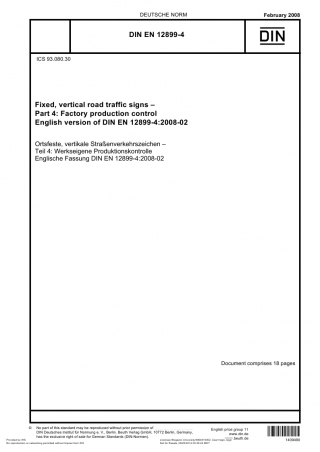 DEUTSCHE NORM
February 2008
DIN EN 12899-4
DIN
ICS 93.080.30
Fixed, vertical road traffic signs –
Part 4: Factory production control
English version of DIN EN 12899-4:2008-02
Ortsfeste, vertikale Straßenverkehrszeichen –
Teil 4: Werkseigene Produktionskontrolle
Englische Fassung DIN EN 12899-4:2008-02
Document comprises 18 pages
© No part of this standard may be reproduced without prior permission of
DIN Deutsches Institut für Normung e. V., Berlin. Beuth Verlag GmbH, 10772 Berlin, Germany,
has the exclusive right of sale for German Standards (DIN-Normen).
English price group 11
www.din.de
www.beuth.de